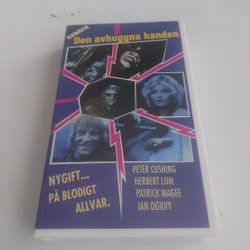 Den avhuggna handen
NYGIFT...
PÅ BLODIGT
ALLVAR.
PETER CUSHING
HERBERT LOM
PATRICK MAGEE
IAN OGILVY